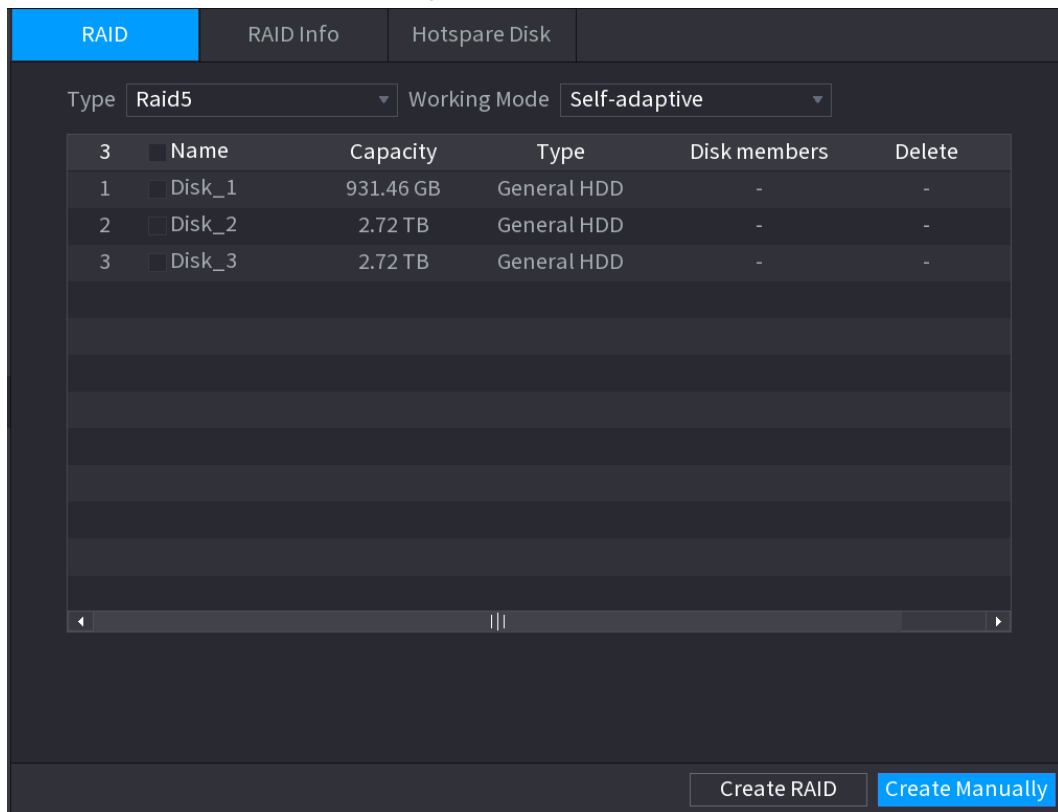 RAID RAID Info Hotspare Disk
Type Raid5 Working Mode Self-adaptive
3 Name Capacity Type Disk members Delete
1 Disk_1 931.46 GB General HDD - -
2 Disk_2 2.72 TB General HDD - -
3 Disk_3 2.72 TB General HDD - -
Create RAID Create Manually